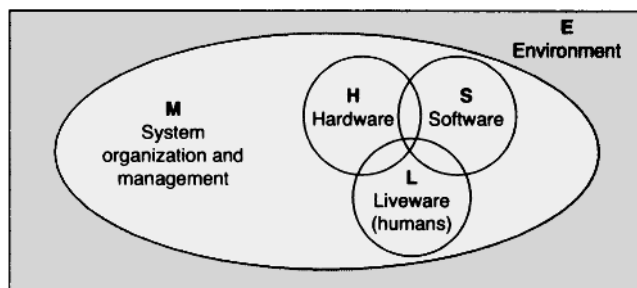 E
Environment
M
System
organization and
management
H
Hardware
S
Software
L
Liveware
(humans)